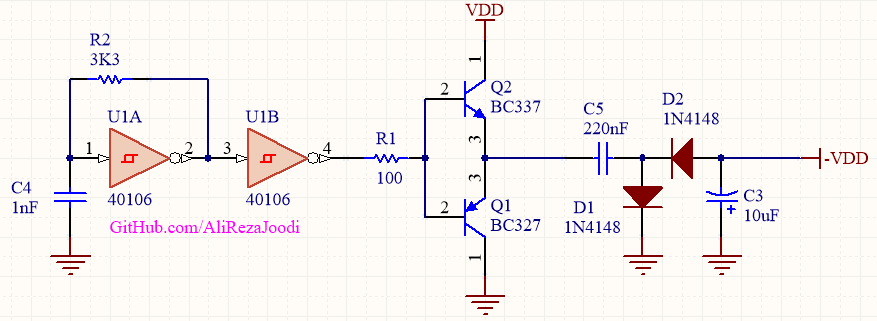 VDD
R2
3K3
U1A
1
2
40106
U1B
3
4
40106
R1
100
C4
1nF
GitHub.com/AliRezaJoodi
1
2
Q2
BC337
3
3
2
Q1
BC327
1
C5
220nF
D2
1N4148
D1
1N4148
-VDD
C3
10uF
+